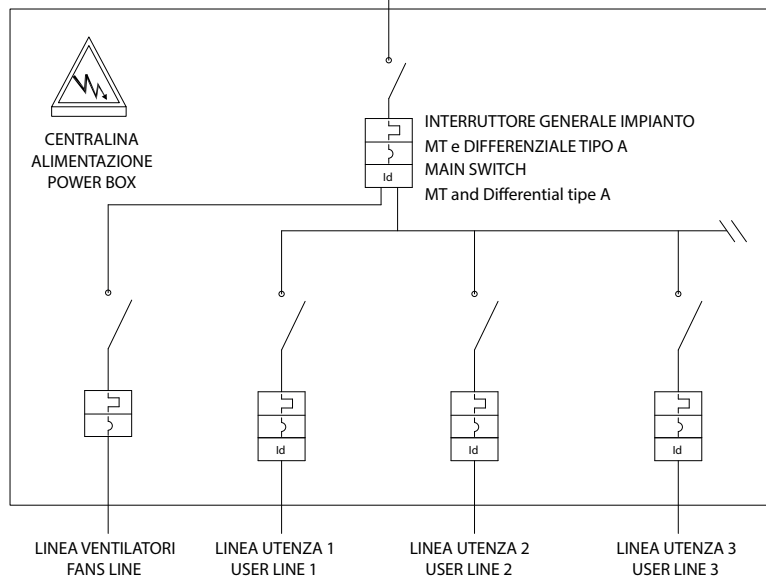 CENTRALINA
ALIMENTAZIONE
POWER BOX
INTERRUTTORE GENERALE IMPIANTO
MT e DIFFERENZIALE TIPO A
MAIN SWITCH
MT and Differential tipe A
Id
Id
Id
Id
LINEA VENTILATORI
FANS LINE
LINEA UTENZA 1
USER LINE 1
LINEA UTENZA 2
USER LINE 2
LINEA UTENZA 3
USER LINE 3